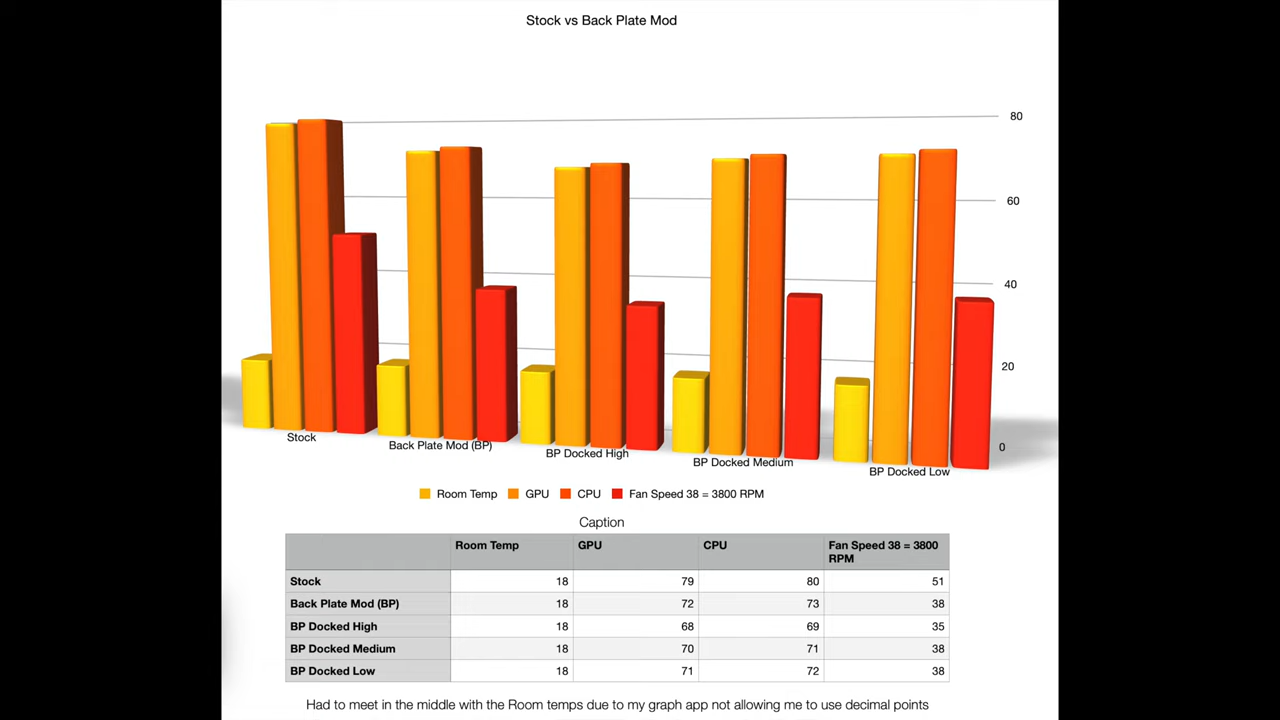 Stock vs Back Plate Mod
80
60
40
20
0
Stock
Back Plate Mod (BP)
BP Docked High
BP Docked Medium
BP Docked Low
Room Temp GPU CPU Fan Speed 38 = 3800 RPM
Caption
Room Temp GPU CPU Fan Speed 38 = 3800
RPM
Stock 18 79 80 51
Back Plate Mod (BP) 18 72 73 38
BP Docked High 18 68 69 35
BP Docked Medium 18 70 71 38
BP Docked Low 18 71 72 38
Had to meet in the middle with the Room temps due to my graph app not allowing me to use decimal points